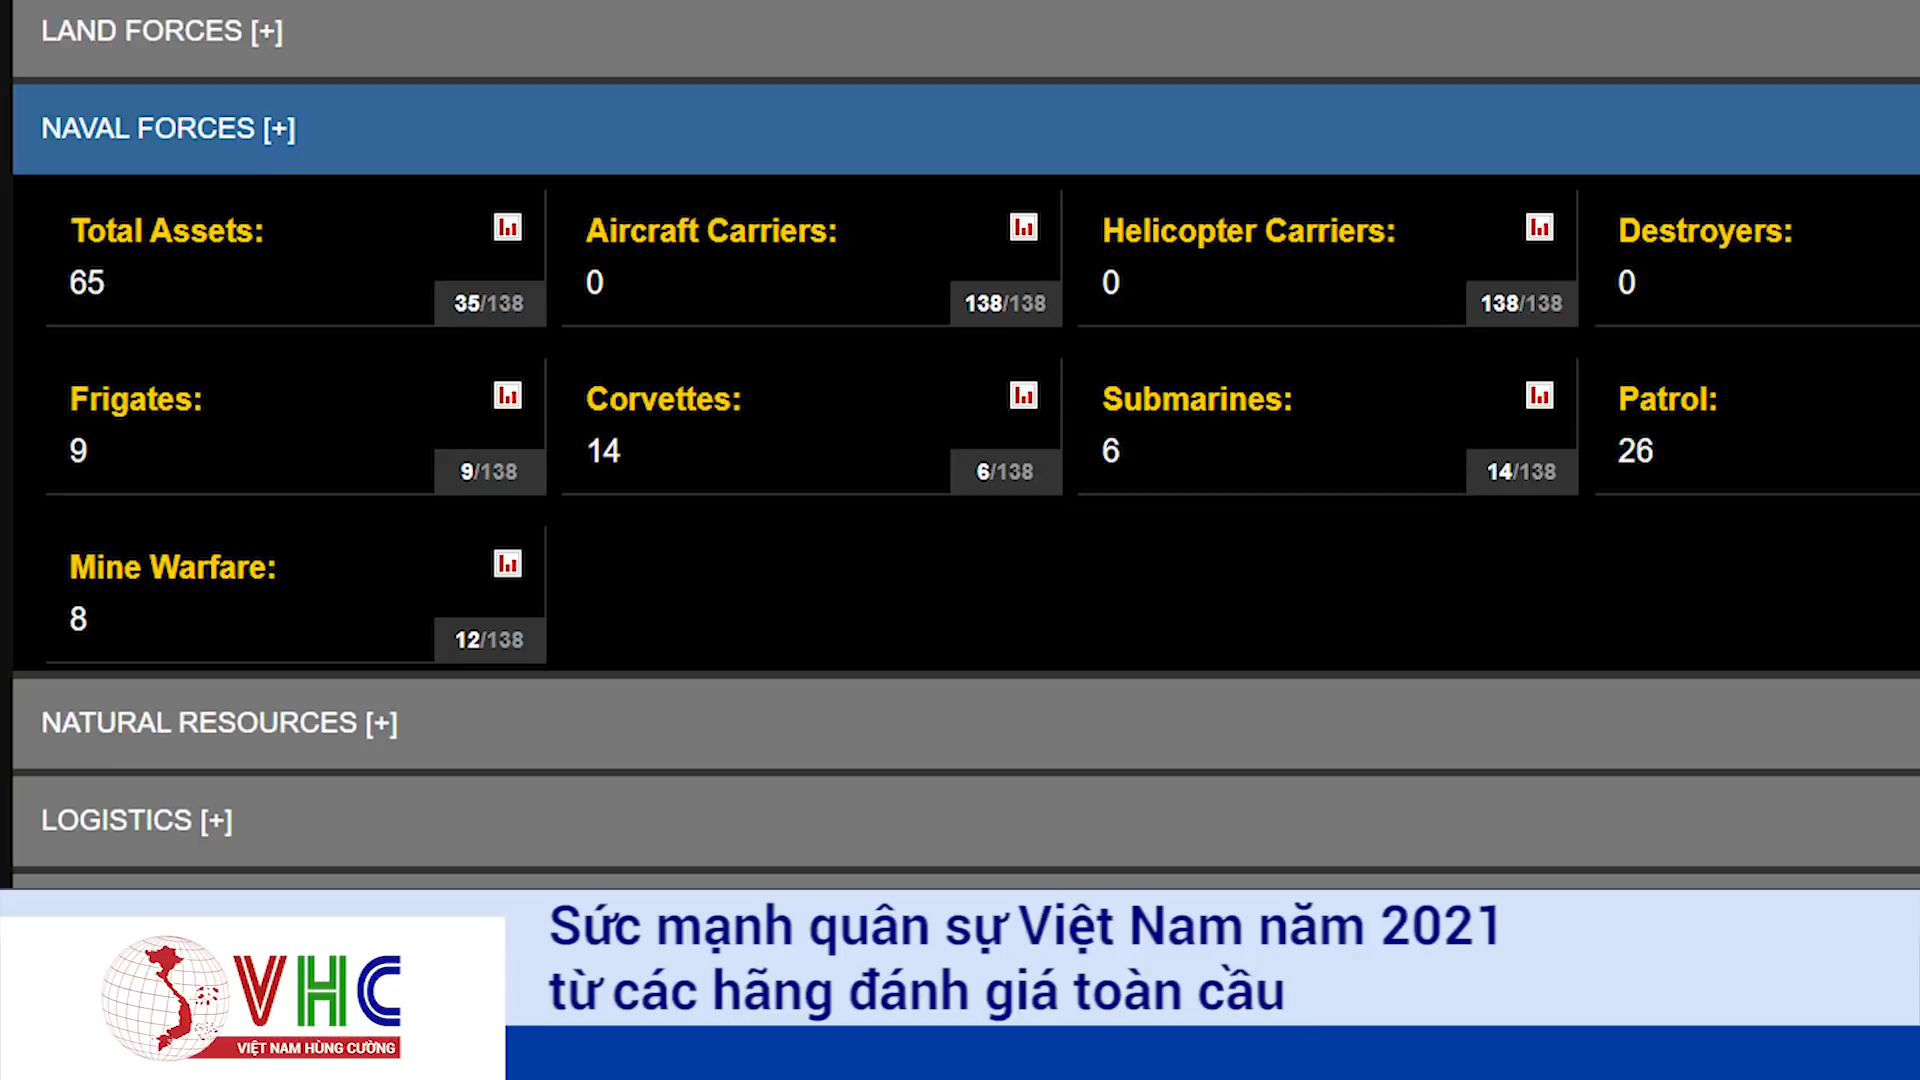 LAND FORCES [+]
NAVAL FORCES [+]
Total Assets:
65
35/138
Aircraft Carriers:
0
138/138
Helicopter Carriers:
0
138/138
Destroyers:
0
Frigates:
9
9/138
Corvettes:
14
6/138
Submarines:
6
14/138
Patrol:
26
Mine Warfare:
8
12/138
NATURAL RESOURCES [+]
LOGISTICS [+]
Sức mạnh quân sự Việt Nam năm 2021
từ các hãng đánh giá toàn cầu
VHC
VIỆT NAM HÙNG CƯỜNG